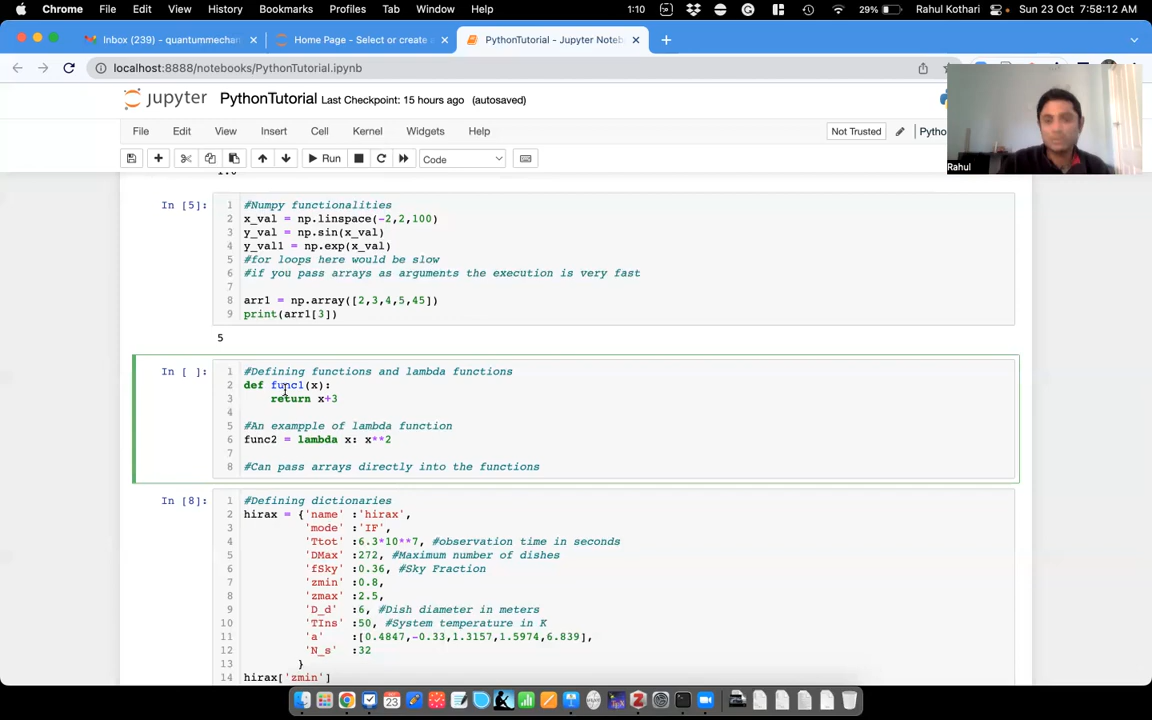 Chrome File Edit View History Bookmarks Profiles Tab Window Help 1:10 29% Rahul Kothari Sun 23 Oct 7:58:12 AM
Inbox (239) - quantummechan
Home Page - Select or create
PythonTutorial - Jupyter Noteb
localhost:8888/notebooks/PythonTutorial.ipynb
jupyter PythonTutorial Last Checkpoint: 15 hours ago (autosaved)
File Edit View Insert Cell Kernel Widgets Help Not Trusted Pytho
Run Code
Rahul
In [5]:
1 #Numpy functionalities
2 x_val = np.linspace(-2,2,100)
3 y_val = np.sin(x_val)
4 y_val1 = np.exp(x_val)
5 #for loops here would be slow
6 #if you pass arrays as arguments the execution is very fast
7
8 arr1 = np.array([2,3,4,5,45])
9 print(arr1[3])
5
In [ ]:
1 #Defining functions and lambda functions
2 def func1(x):
3 return x+3
4
5 #An exampple of lambda function
6 func2 = lambda x: x**2
7
8 #Can pass arrays directly into the functions
In [8]:
1 #Defining dictionaries
2 hirax = {'name' :'hirax',
3 'mode' :'IF',
4 'Ttot' :6.3*10**7, #observation time in seconds
5 'DMax' :272, #Maximum number of dishes
6 'fSky' :0.36, #Sky Fraction
7 'zmin' :0.8,
8 'zmax' :2.5,
9 'D_d' :6, #Dish diameter in meters
10 'TIns' :50, #System temperature in K
11 'a' :[0.4847,-0.33,1.3157,1.5974,6.839],
12 'N_s' :32
13 }
14 hirax['zmin']